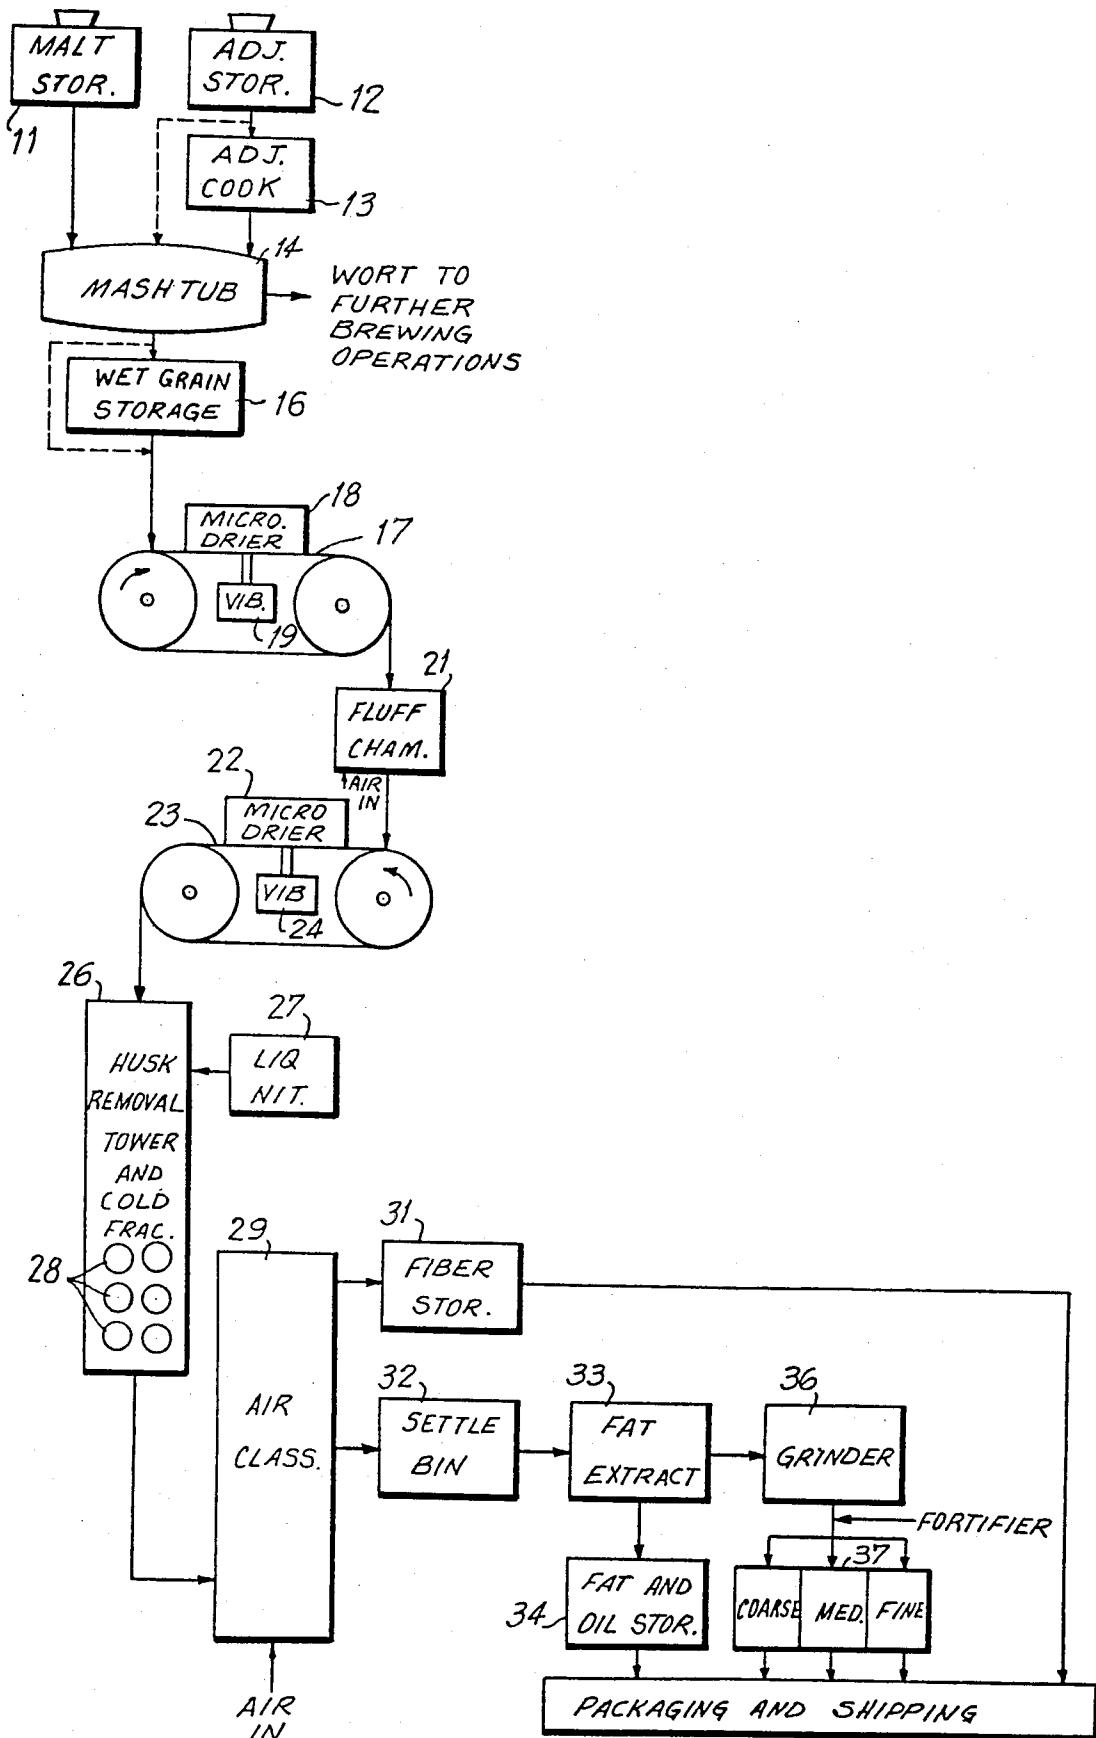 MALT
STOR.
11
ADJ.
STOR.
12
ADJ.
COOK
13
14
MASH TUB
WORT TO
FURTHER
BREWING
OPERATIONS
WET GRAIN
STORAGE
16
18
MICRO.
DRIER
17
VIB.
19
21
FLUFF
CHAM.
AIR
IN
22
MICRO
DRIER
23
VIB
24
26
HUSK
REMOVAL
TOWER
AND
COLD
FRAC.
27
LIQ
NIT.
28
29
AIR
CLASS.
AIR
IN
31
FIBER
STOR.
32
SETTLE
BIN
33
FAT
EXTRACT
36
GRINDER
FORTIFIER
34
FAT AND
OIL STOR.
37
COARSE MED. FINE
PACKAGING AND SHIPPING